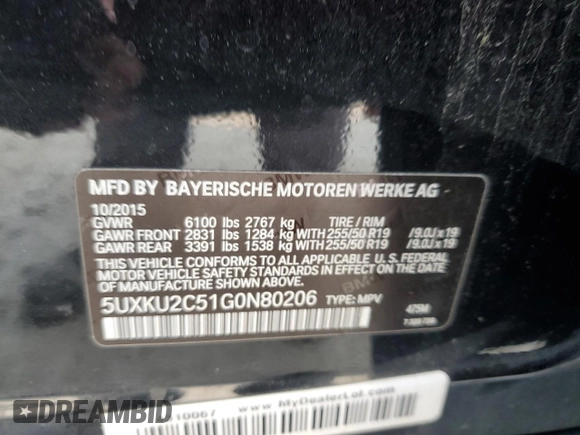 MFD BY BAYERISCHE MOTOREN WERKE AG
10/2015
GVWR 6100 lbs 2767 kg TIRE / RIM
GAWR FRONT 2831 lbs 1284 kg WITH 255/50 R19 /9.0J x 19
GAWR REAR 3391 lbs 1538 kg WITH 255/50 R19 /9.0J x 19
THIS VEHICLE CONFORMS TO ALL APPLICABLE U. S. FEDERAL
MOTOR VEHICLE SAFETY STANDARDS IN EFFECT ON THE
DATE OF MANUFACTURE SHOWN ABOVE.
5UXKU2C51G0N80206 TYPE: MPV 475M
10067 www.MyDealerLot.com
DREAMBID